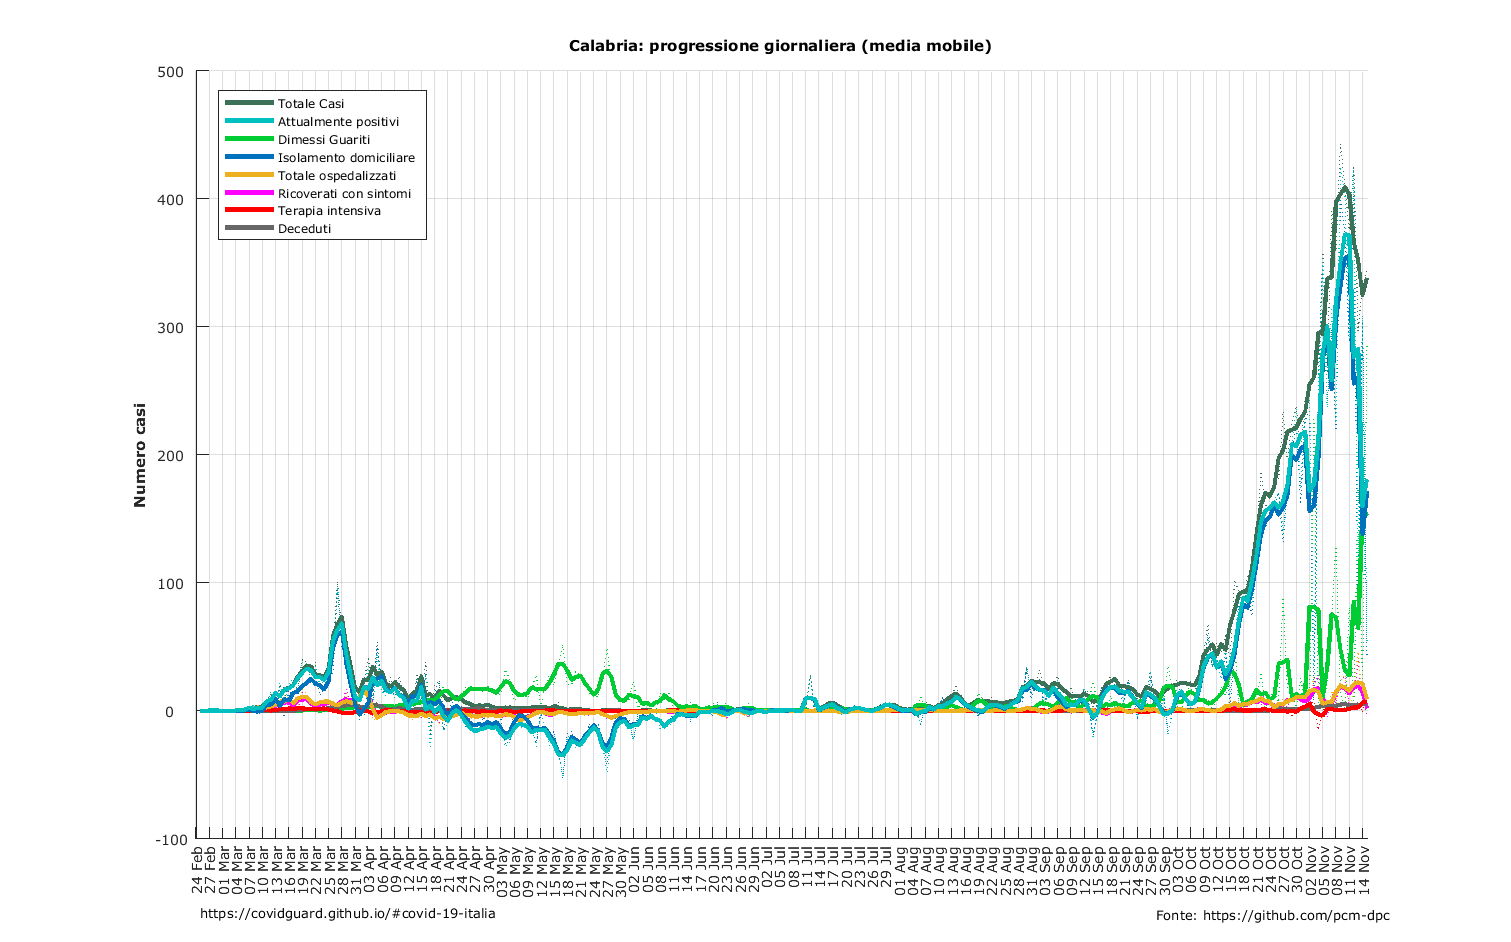 Calabria: progressione giornaliera (media mobile)
500
400
300
200
100
0
-100
Numero casi
Totale Casi
Attualmente positivi
Dimessi Guariti
Isolamento domiciliare
Totale ospedalizzati
Ricoverati con sintomi
Terapia intensiva
Deceduti
24 Feb
27 Feb
01 Mar
04 Mar
07 Mar
10 Mar
13 Mar
16 Mar
19 Mar
22 Mar
25 Mar
28 Mar
31 Mar
03 Apr
06 Apr
09 Apr
12 Apr
15 Apr
18 Apr
21 Apr
24 Apr
27 Apr
30 Apr
03 May
06 May
09 May
12 May
15 May
18 May
21 May
24 May
27 May
30 May
02 Jun
05 Jun
08 Jun
11 Jun
14 Jun
17 Jun
20 Jun
23 Jun
26 Jun
29 Jun
02 Jul
05 Jul
08 Jul
11 Jul
14 Jul
17 Jul
20 Jul
23 Jul
26 Jul
29 Jul
01 Aug
04 Aug
07 Aug
10 Aug
13 Aug
16 Aug
19 Aug
22 Aug
25 Aug
28 Aug
31 Aug
03 Sep
06 Sep
09 Sep
12 Sep
15 Sep
18 Sep
21 Sep
24 Sep
27 Sep
30 Sep
03 Oct
06 Oct
09 Oct
12 Oct
15 Oct
18 Oct
21 Oct
24 Oct
27 Oct
30 Oct
02 Nov
05 Nov
08 Nov
11 Nov
14 Nov
https://covidguard.github.io/#covid-19-italia
Fonte: https://github.com/pcm-dpc